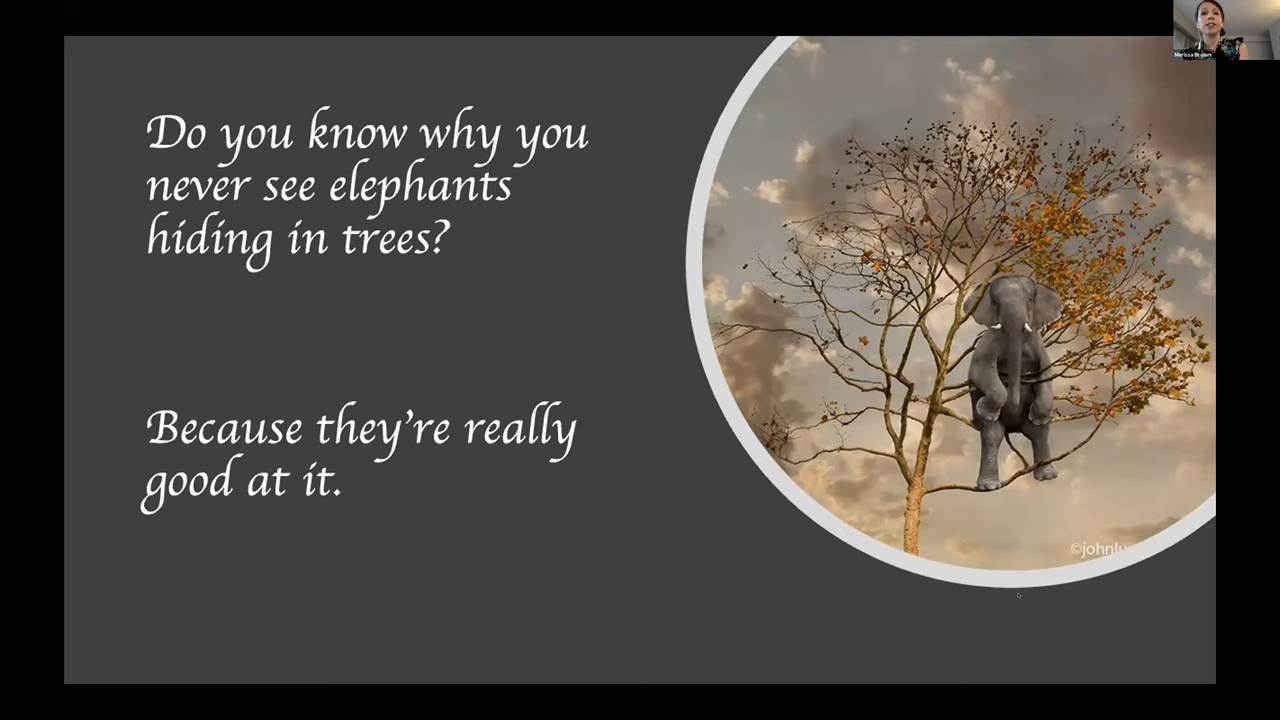 Do you know why you
never see elephants
hiding in trees?
Because they're really
good at it.